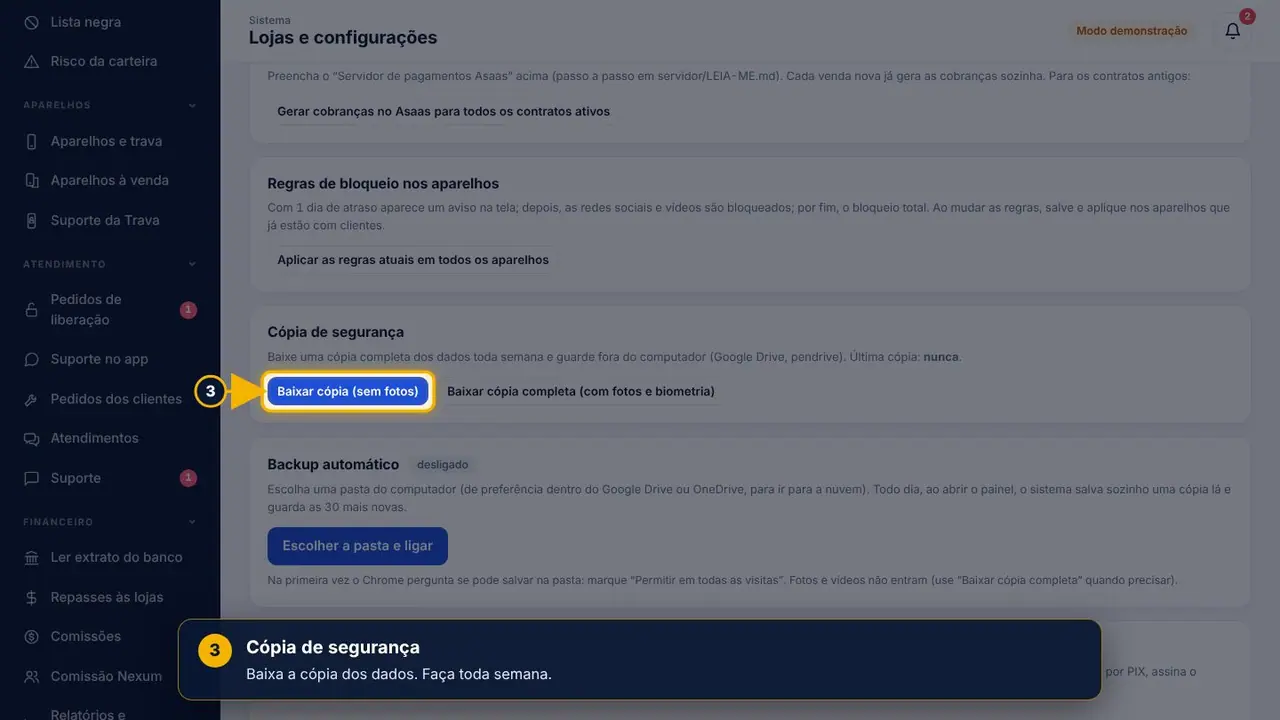 Lista negra
Risco da carteira
APARELHOS
Aparelhos e trava
Aparelhos à venda
Suporte da Trava
ATENDIMENTO
Pedidos de
liberação
1
Suporte no app
Pedidos dos clientes
Atendimentos
Suporte
1
FINANCEIRO
Ler extrato do banco
Repasses às lojas
Comissões
Comissão Nexum
Relatórios e
Sistema
Lojas e configurações
Modo demonstração
2
Preencha o "Servidor de pagamentos Asaas" acima (passo a passo em servidor/LEIA-ME.md). Cada venda nova já gera as cobranças sozinha. Para os contratos antigos:
Gerar cobranças no Asaas para todos os contratos ativos
Regras de bloqueio nos aparelhos
Com 1 dia de atraso aparece um aviso na tela; depois, as redes sociais e vídeos são bloqueados; por fim, o bloqueio total. Ao mudar as regras, salve e aplique nos aparelhos que
já estão com clientes.
Aplicar as regras atuais em todos os aparelhos
Cópia de segurança
Baixe uma cópia completa dos dados toda semana e guarde fora do computador (Google Drive, pendrive). Última cópia: nunca.
3
Baixar cópia (sem fotos)
Baixar cópia completa (com fotos e biometria)
Backup automático
desligado
Escolha uma pasta do computador (de preferência dentro do Google Drive ou OneDrive, para ir para a nuvem). Todo dia, ao abrir o painel, o sistema salva sozinho uma cópia lá e
guarda as 30 mais novas.
Escolher a pasta e ligar
Na primeira vez o Chrome pergunta se pode salvar na pasta: marque "Permitir em todas as visitas". Fotos e vídeos não entram (use "Baixar cópia completa" quando precisar).
por PIX, assina o
3
Cópia de segurança
Baixa a cópia dos dados. Faça toda semana.